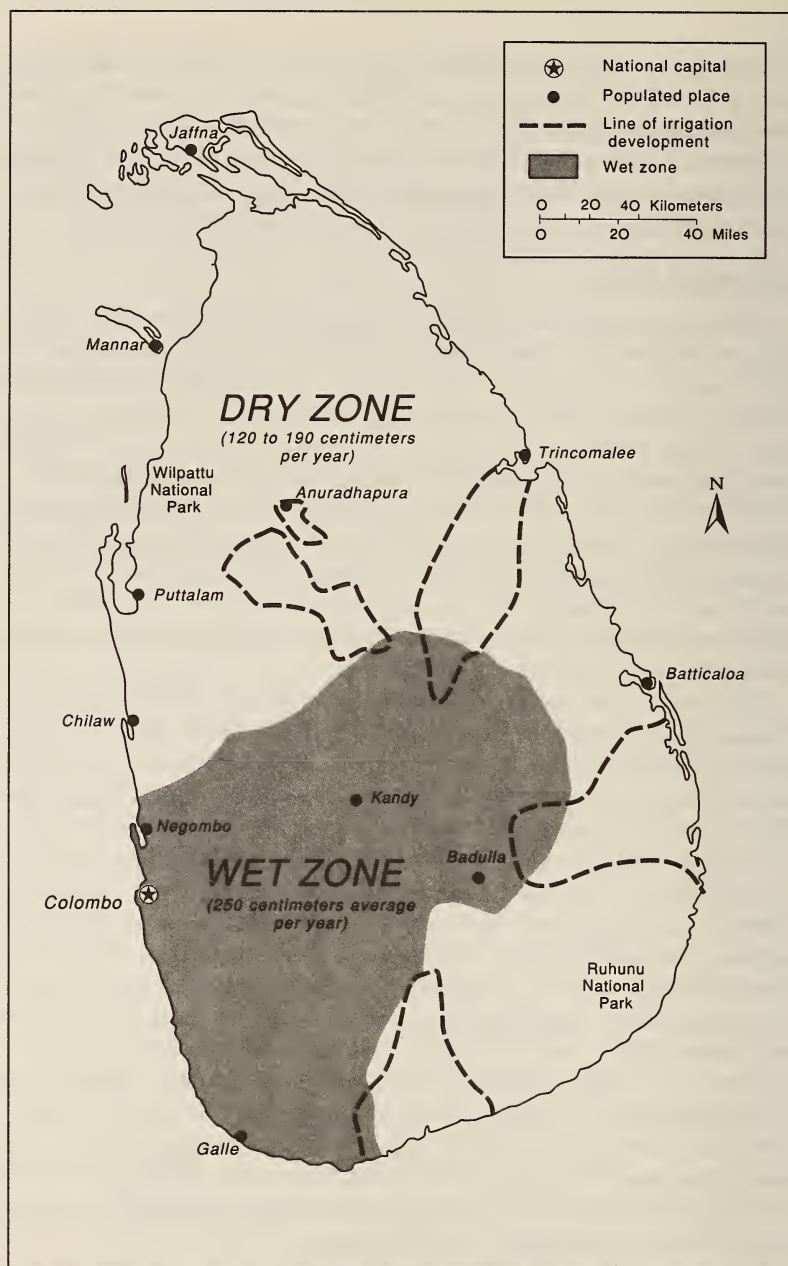 National capital
Populated place
Line of irrigation
development
Wet zone
0 20 40 Kilometers
0 20 40 Miles
Jaffna
Mannar
DRY ZONE
(120 to 190 centimeters
per year)
Trincomalee
Wilpattu
National
Park
Anuradhapura
N
Puttalam
Batticaloa
Chilaw
Kandy
Negombo
Badulla
WET ZONE
(250 centimeters average
per year)
Colombo
Ruhunu
National
Park
Galle